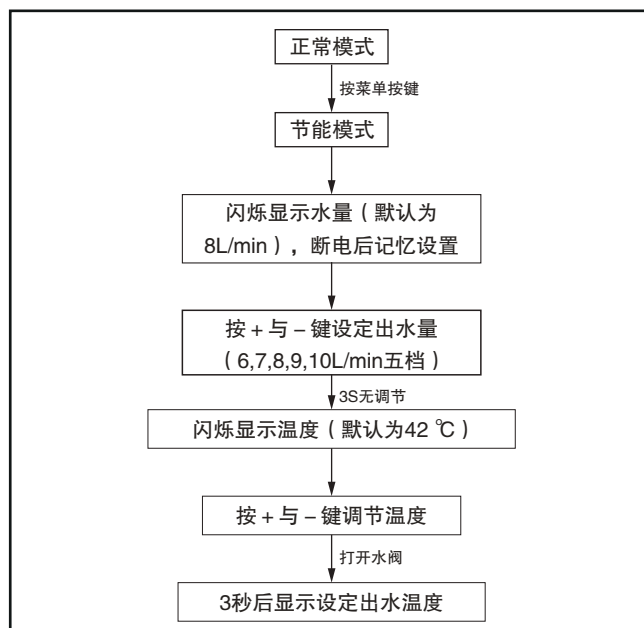 正常模式
按菜单按键
节能模式
闪烁显示水量（默认为
8L/min），断电后记忆设置
按 + 与 – 键设定出水量
（6,7,8,9,10L/min五档）
3S无调节
闪烁显示温度（默认为42 ℃）
按 + 与 – 键调节温度
打开水阀
3秒后显示设定出水温度